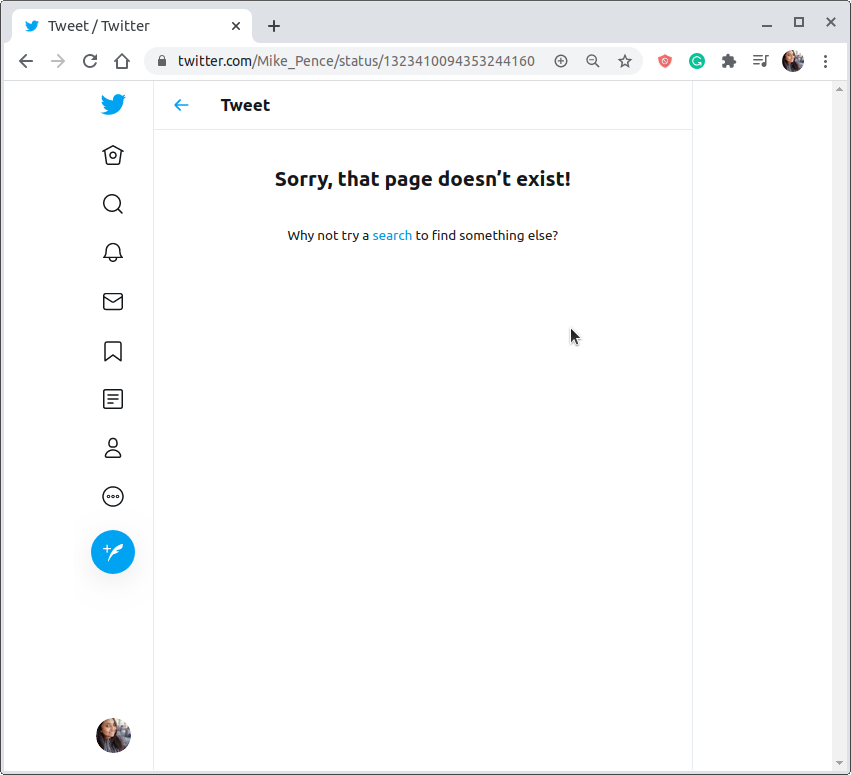 Tweet / Twitter
twitter.com/Mike_Pence/status/1323410094353244160
Tweet
Sorry, that page doesn’t exist!
Why not try a search to find something else?